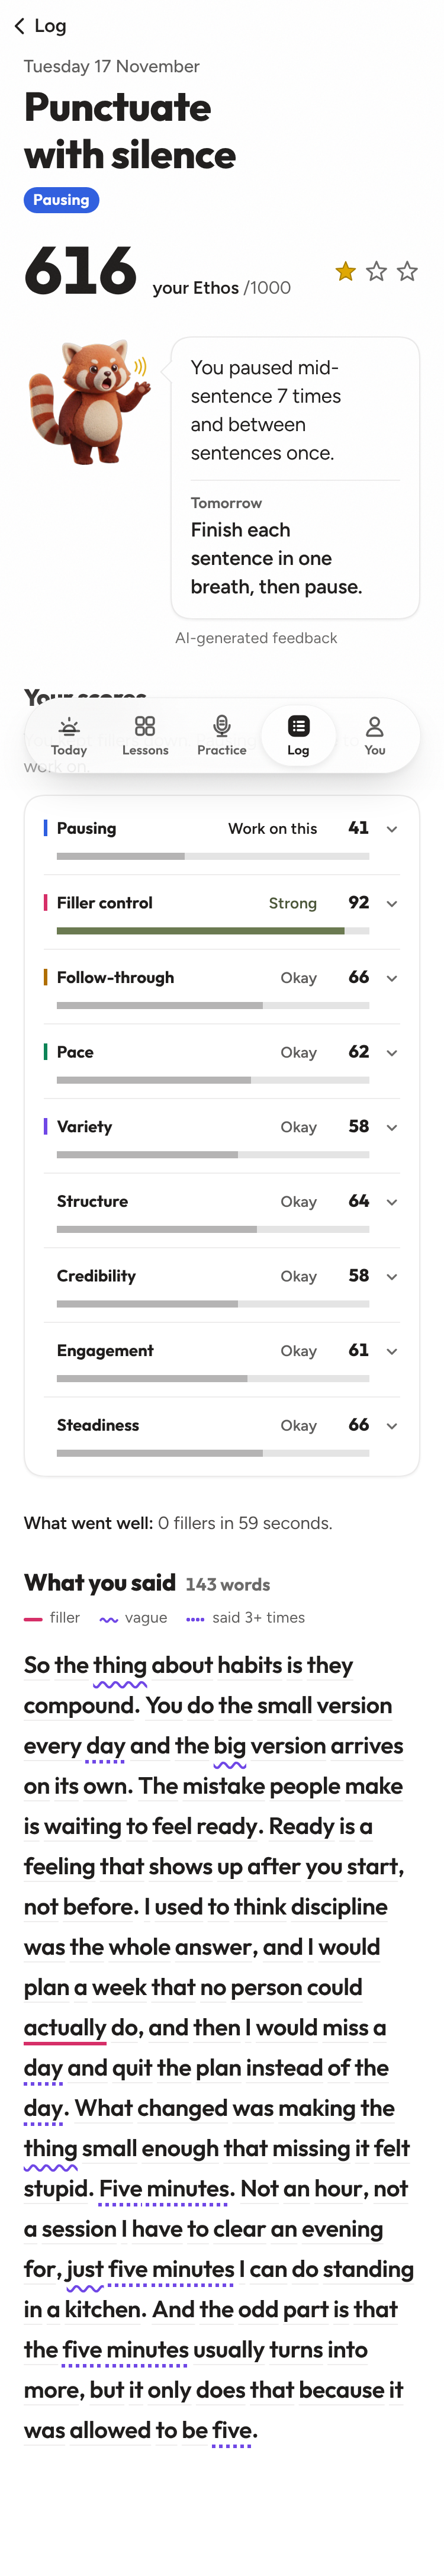 Log
Tuesday 17 November
Punctuate
with silence
Pausing
616 your Ethos /1000
You paused mid-
sentence 7 times
and between
sentences once.
Tomorrow
Finish each
sentence in one
breath, then pause.
AI-generated feedback
Your scores
Today Lessons Practice Log You
work on.
Pausing Work on this 41
Filler control Strong 92
Follow-through Okay 66
Pace Okay 62
Variety Okay 58
Structure Okay 64
Credibility Okay 58
Engagement Okay 61
Steadiness Okay 66
What went well: 0 fillers in 59 seconds.
What you said 143 words
filler vague said 3+ times
So the thing about habits is they
compound. You do the small version
every day and the big version arrives
on its own. The mistake people make
is waiting to feel ready. Ready is a
feeling that shows up after you start,
not before. I used to think discipline
was the whole answer, and I would
plan a week that no person could
actually do, and then I would miss a
day and quit the plan instead of the
day. What changed was making the
thing small enough that missing it felt
stupid. Five minutes. Not an hour, not
a session I have to clear an evening
for, just five minutes I can do standing
in a kitchen. And the odd part is that
the five minutes usually turns into
more, but it only does that because it
was allowed to be five.